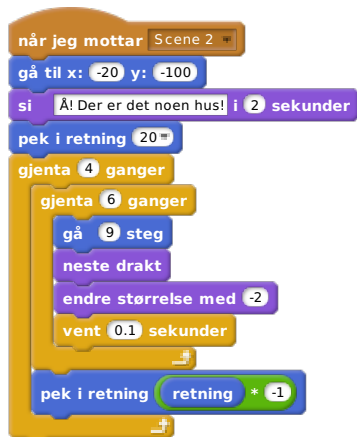 når jeg mottar Scene 2
gå til x: -20 y: -100
si Å! Der er det noen hus! i 2 sekunder
pek i retning 20
gjenta 4 ganger
gjenta 6 ganger
gå 9 steg
neste drakt
endre størrelse med -2
vent 0.1 sekunder
pek i retning retning * -1